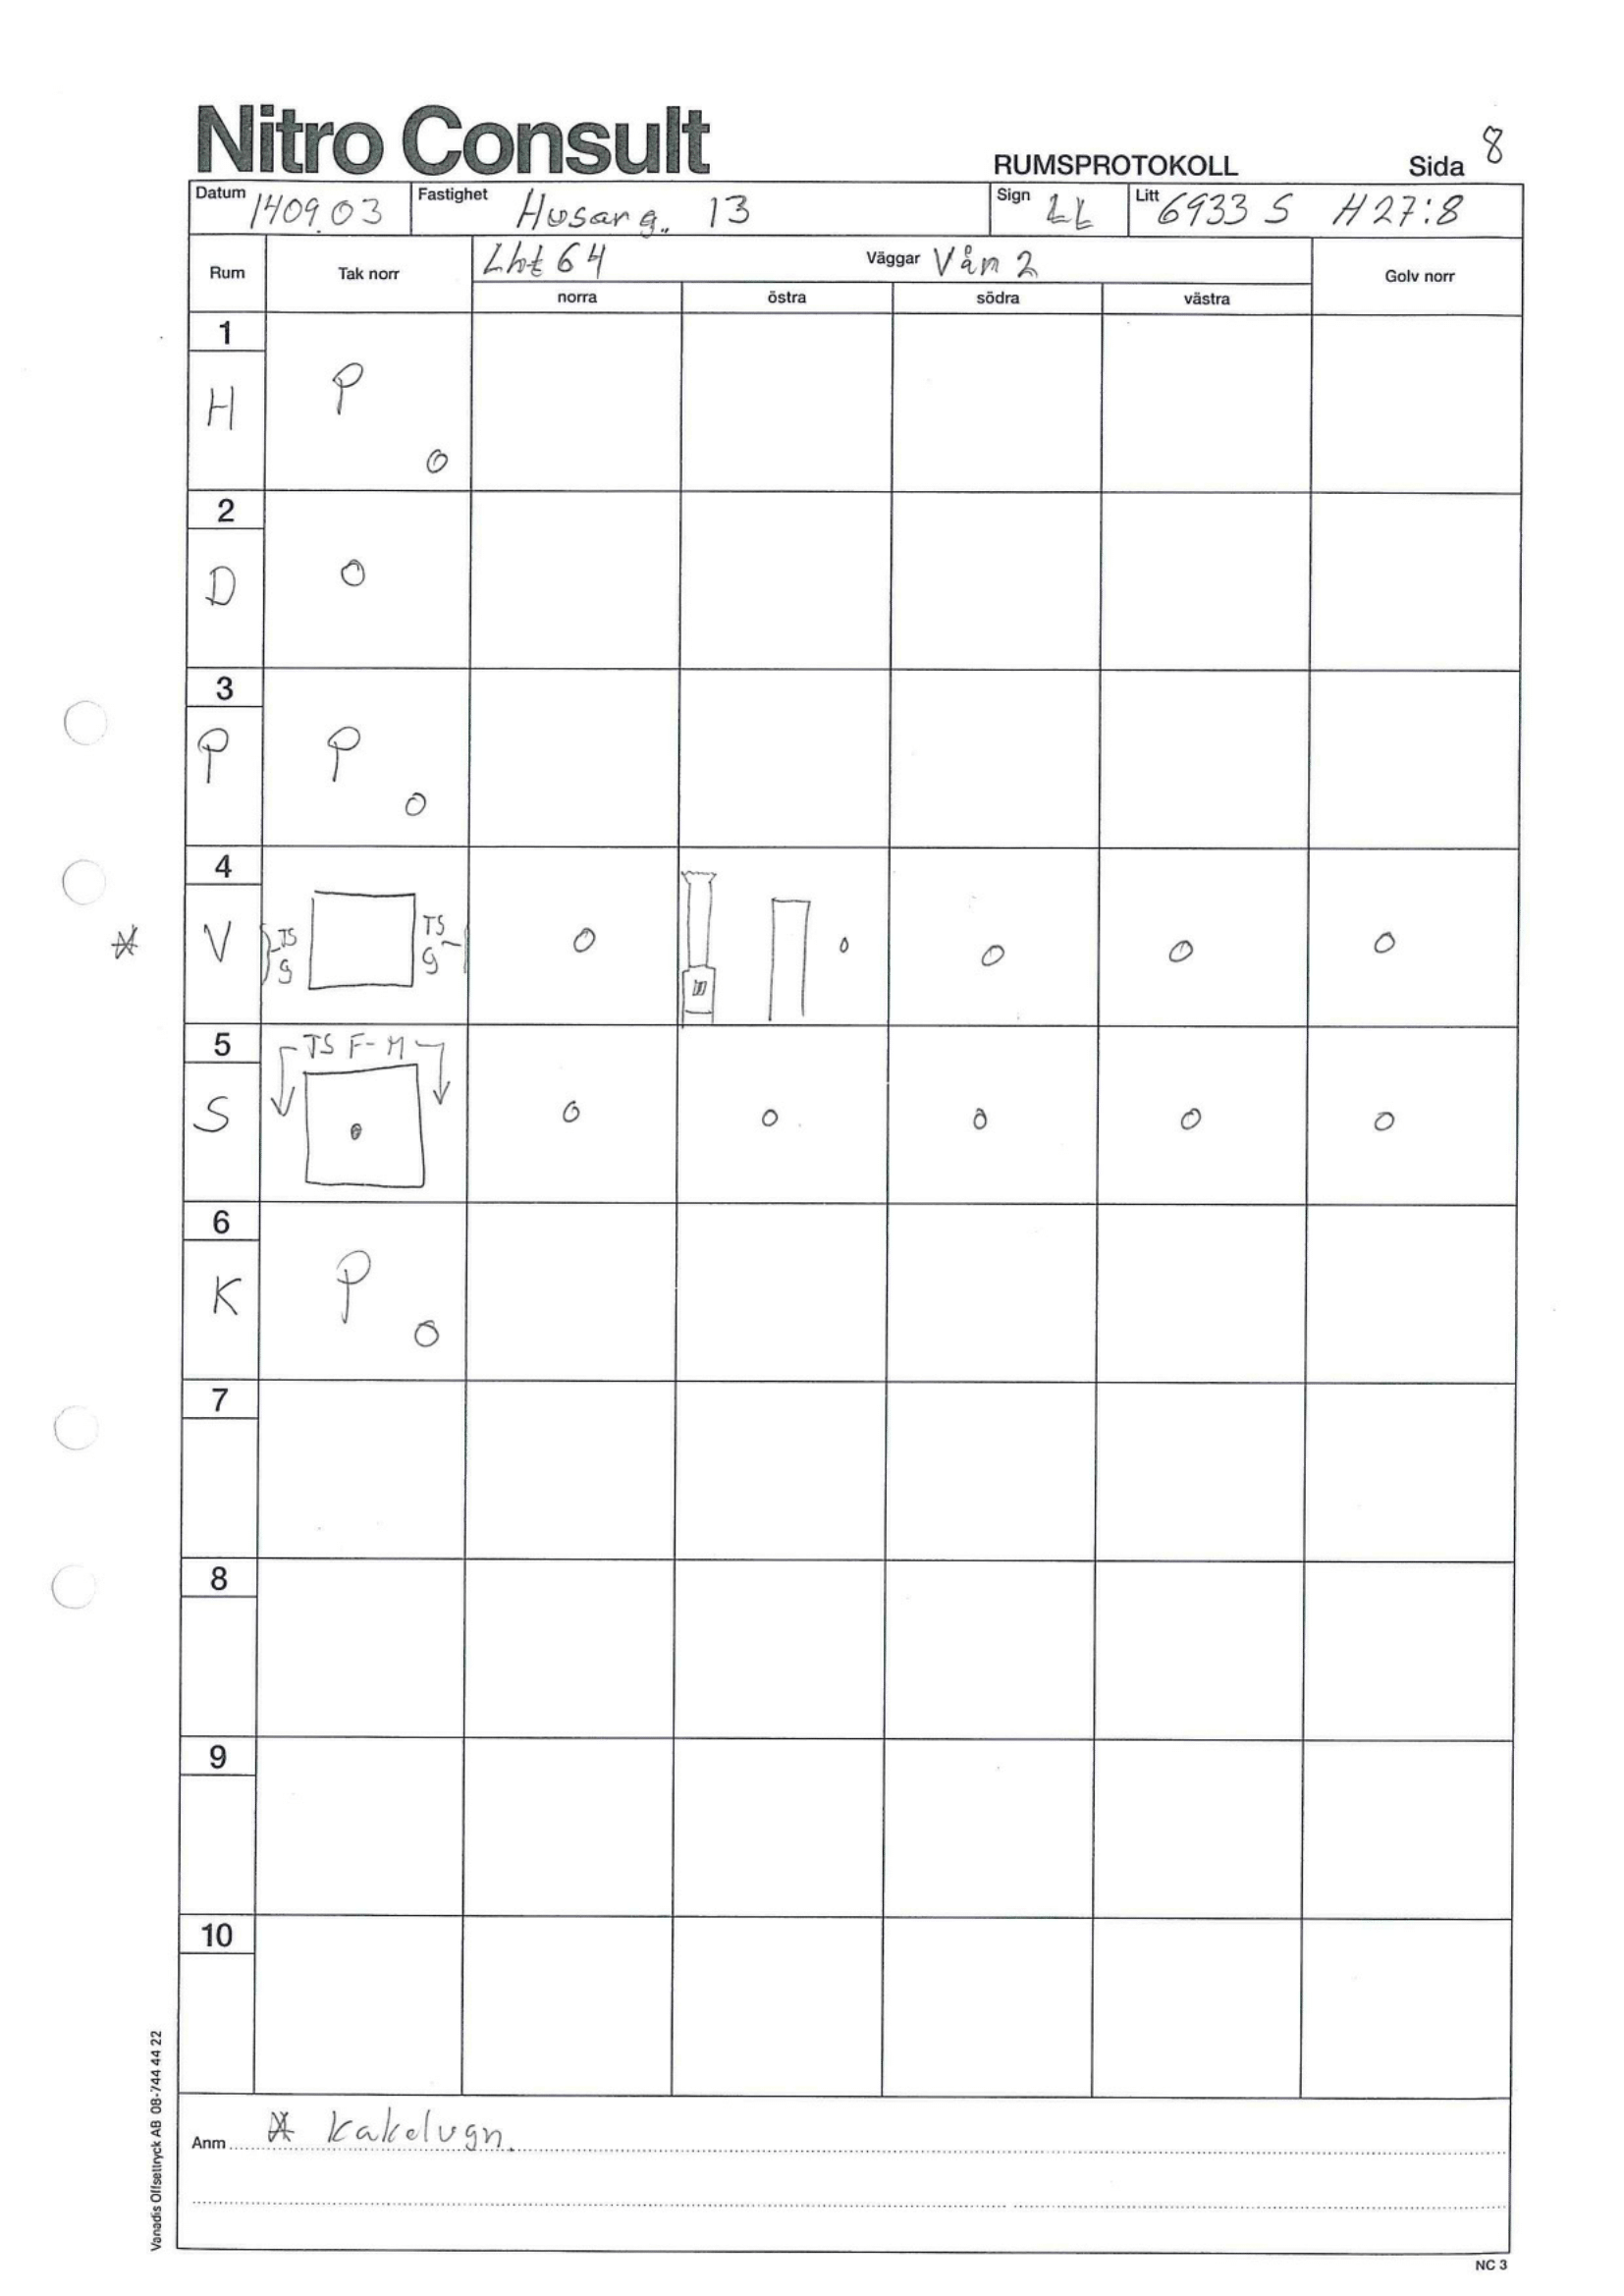 Nitro Consult
RUMSPROTOKOLL Sida 8
Datum 140903 Fastighet Husarg. 13 Sign LL Litt 6933 S H27:8
Rum Tak norr Lht 64 Väggar Vån 2 Golv norr
norra östra södra västra
1
H P
0
2
D 0
3
P P
0
4
* V TS g TS g 0 0 0 0 0
5 TS F-M
S 0 0 0 0 0 0
6
K P
0
7
8
9
10
Anm * Kakelugn.
Vanadis Offsettryck AB 08-744 44 22
NC 3